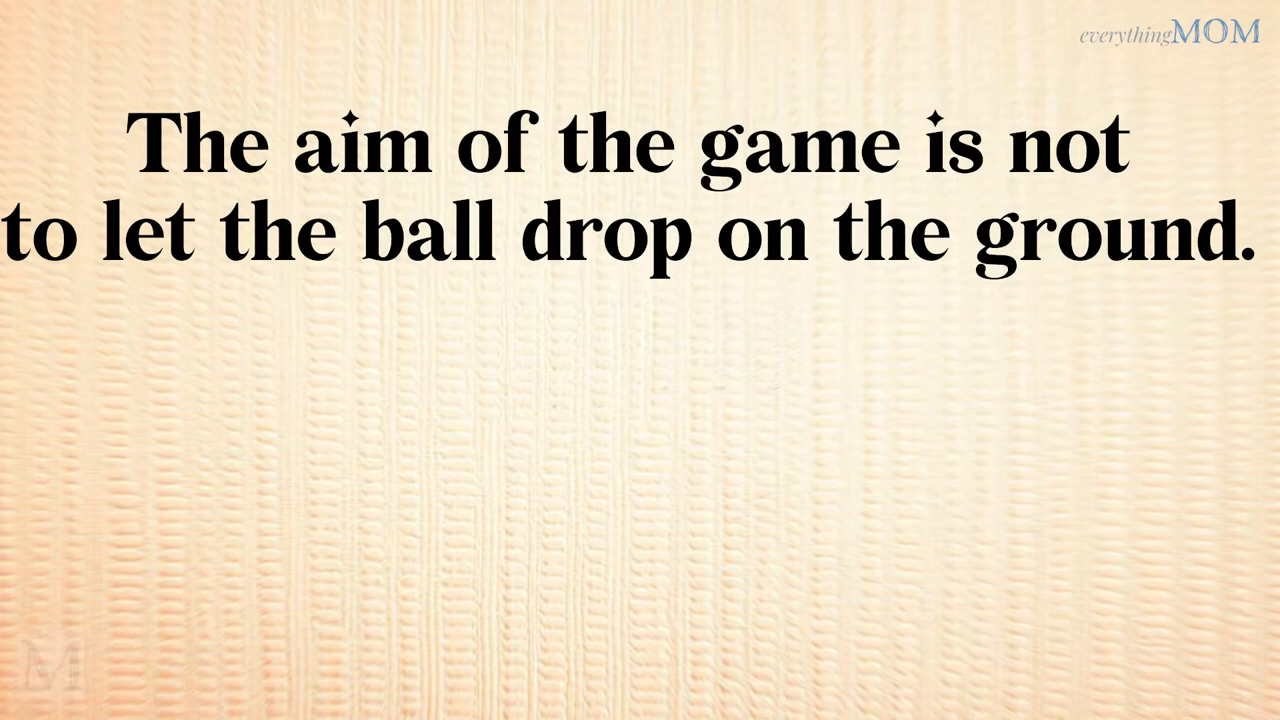 everythingMOM
The aim of the game is not
to let the ball drop on the ground.
M